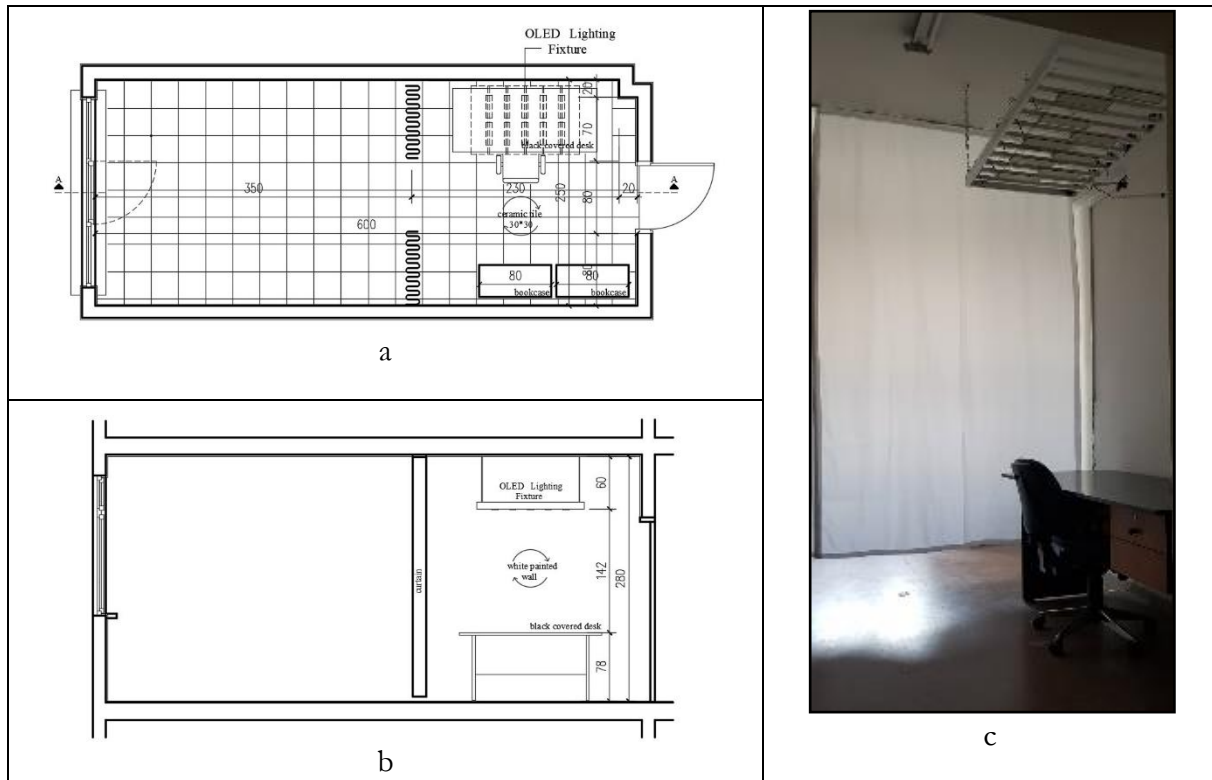 OLED Lighting
Fixture
20
70
black covered desk
A
A
350
230
250
80
20
ceramic tile
30*30
600
80
80
80
bookcase
bookcase
a
OLED Lighting
Fixture
60
white painted
wall
142
280
curtain
black covered desk
78
b
c